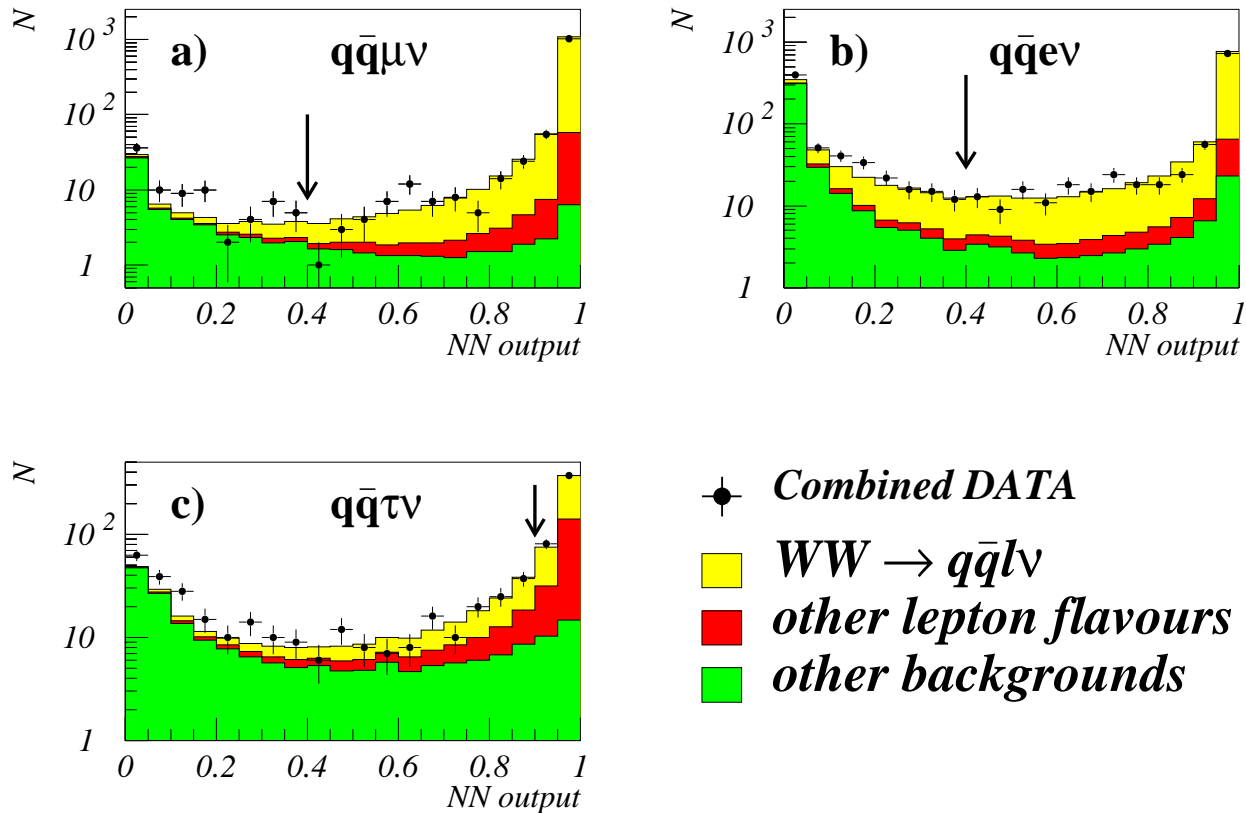 N
10³
10²
10
1
a)
qq̄μν
0 0.2 0.4 0.6 0.8 1
NN output
N
10³
10²
10
1
b)
qq̄eν
0 0.2 0.4 0.6 0.8 1
NN output
N
10²
10
1
c)
qq̄τν
0 0.2 0.4 0.6 0.8 1
NN output
Combined DATA
WW → qq̄lν
other lepton flavours
other backgrounds